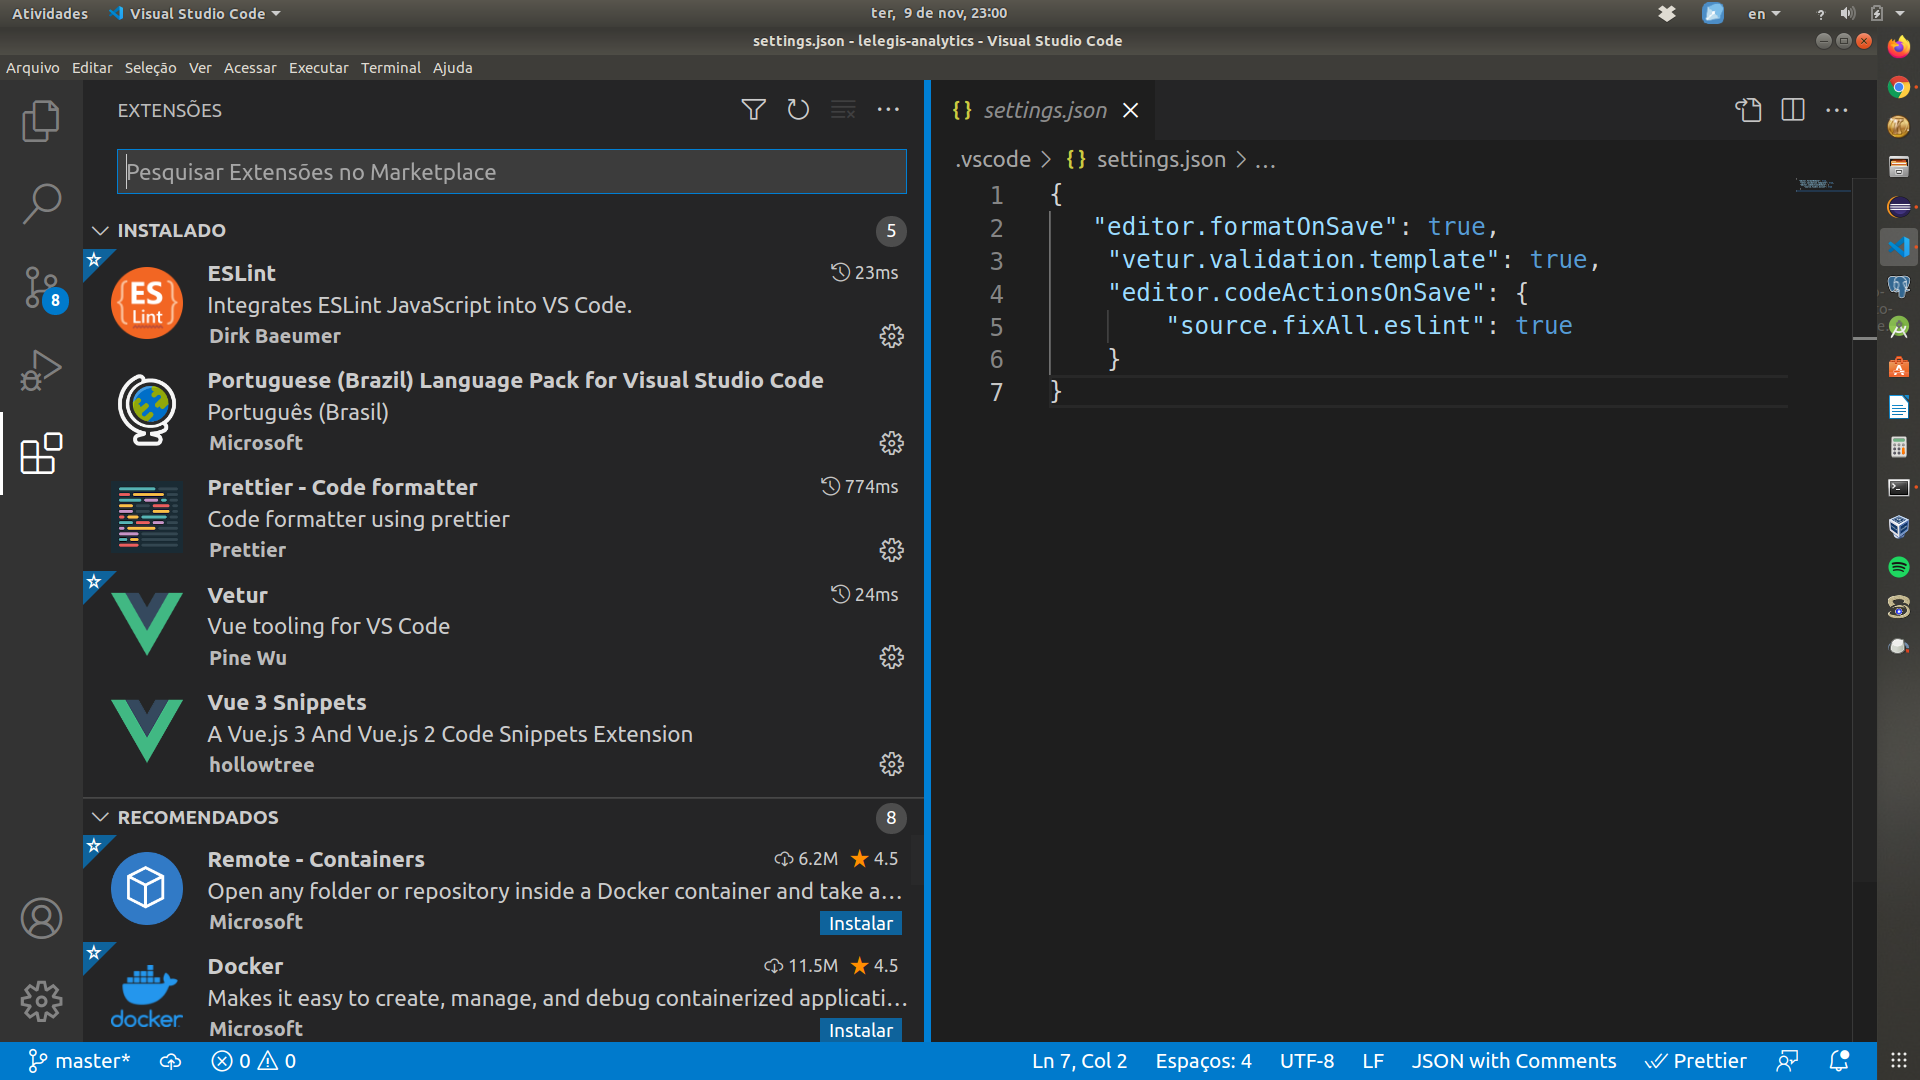 Atividades
Visual Studio Code
ter, 9 de nov, 23:00
en
?
settings.json - lelegis-analytics - Visual Studio Code
Arquivo Editar Seleção Ver Acessar Executar Terminal Ajuda
EXTENSÕES
Pesquisar Extensões no Marketplace
INSTALADO 5
ES Lint
ESLint 23ms
Integrates ESLint JavaScript into VS Code.
Dirk Baeumer
8
Portuguese (Brazil) Language Pack for Visual Studio Code
Português (Brasil)
Microsoft
Prettier - Code formatter 774ms
Code formatter using prettier
Prettier
Vetur 24ms
Vue tooling for VS Code
Pine Wu
Vue 3 Snippets
A Vue.js 3 And Vue.js 2 Code Snippets Extension
hollowtree
RECOMENDADOS 8
Remote - Containers 6.2M 4.5
Open any folder or repository inside a Docker container and take a...
Microsoft Instalar
Docker 11.5M 4.5
Makes it easy to create, manage, and debug containerized applicati...
docker
Microsoft Instalar
{} settings.json
.vscode > {} settings.json > ...
1 {
2 "editor.formatOnSave": true,
3 "vetur.validation.template": true,
4 "editor.codeActionsOnSave": {
5 "source.fixAll.eslint": true
6 }
7 }
master* 0 0 Ln 7, Col 2 Espaços: 4 UTF-8 LF JSON with Comments Prettier